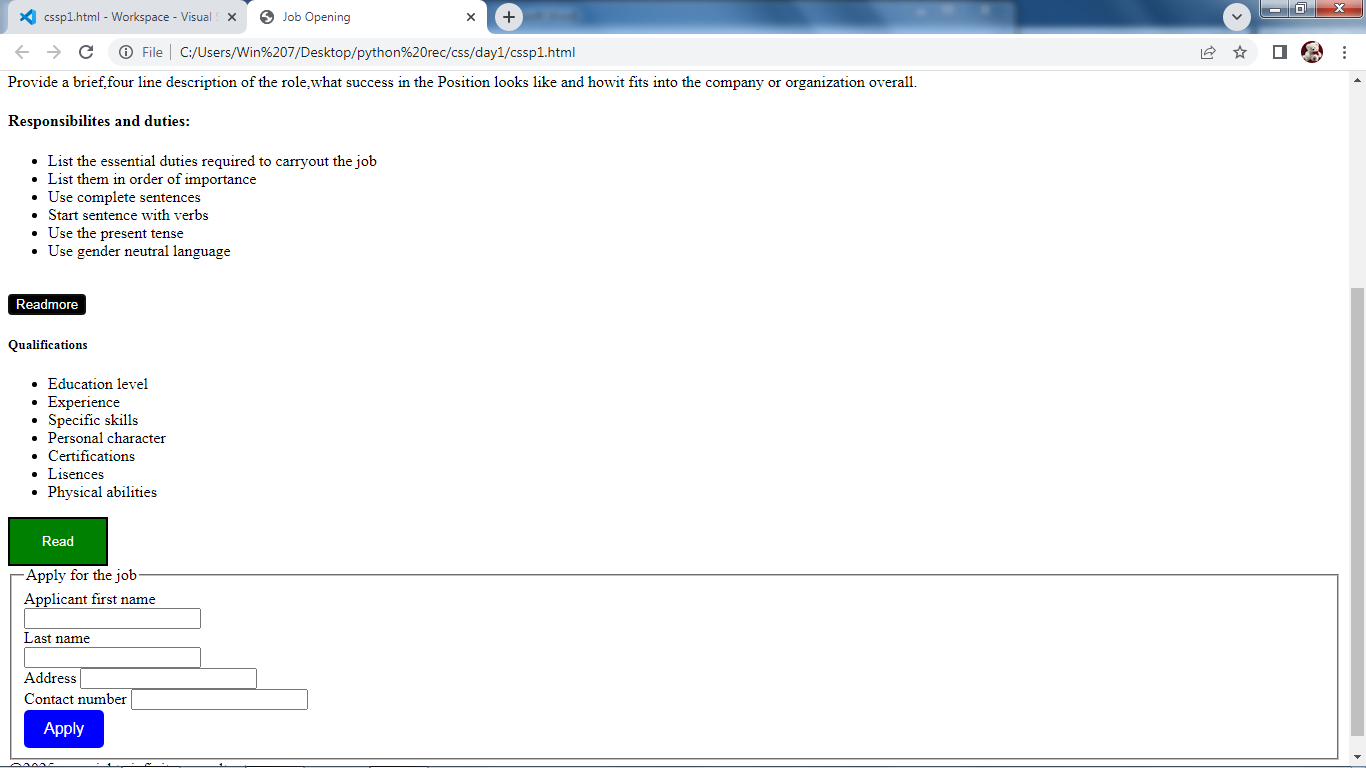 cssp1.html - Workspace - Visual S
Job Opening
File
C:/Users/Win%207/Desktop/python%20rec/css/day1/cssp1.html
Provide a brief,four line description of the role,what success in the Position looks like and howit fits into the company or organization overall.
Responsibilites and duties:
List the essential duties required to carryout the job
List them in order of importance
Use complete sentences
Start sentence with verbs
Use the present tense
Use gender neutral language
Readmore
Qualifications
Education level
Experience
Specific skills
Personal character
Certifications
Lisences
Physical abilities
Read
Apply for the job
Applicant first name
Last name
Address
Contact number
Apply